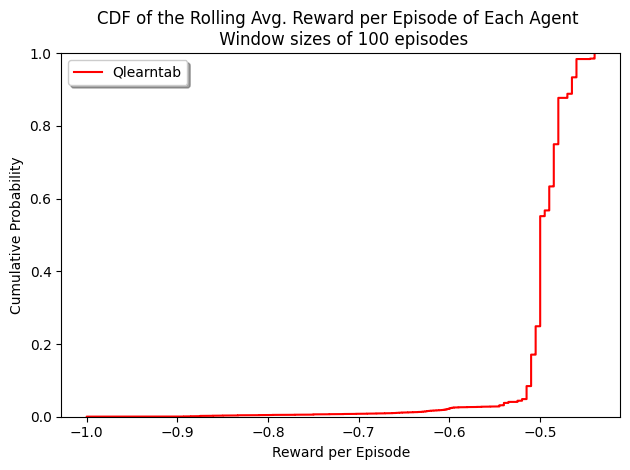 CDF of the Rolling Avg. Reward per Episode of Each Agent
Window sizes of 100 episodes
Qlearntab
Cumulative Probability
1.0
0.8
0.6
0.4
0.2
0.0
−1.0 −0.9 −0.8 −0.7 −0.6 −0.5
Reward per Episode